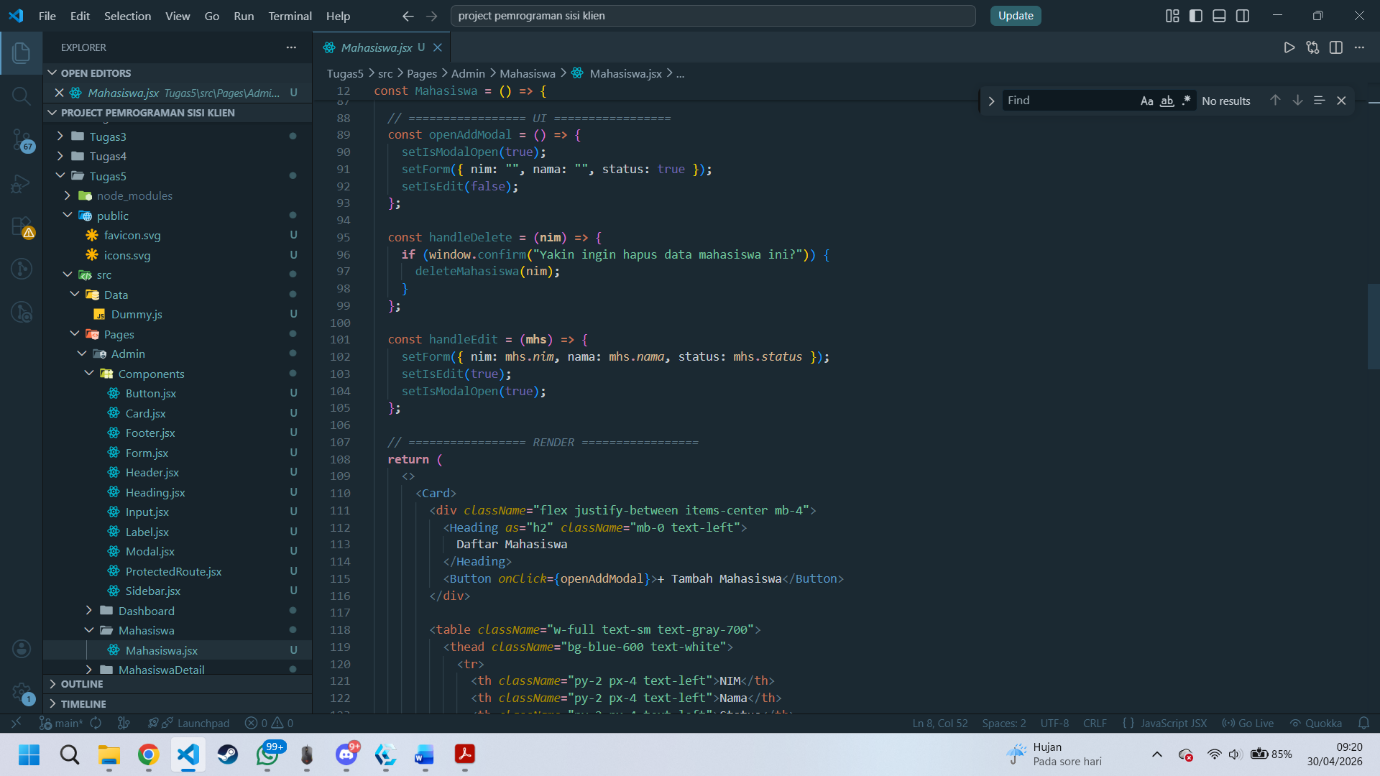 File Edit Selection View Go Run Terminal Help
project pemrograman sisi klien
Update
EXPLORER
OPEN EDITORS
Mahasiswa.jsx Tugas5\src\Pages\Admi... U
PROJECT PEMROGRAMAN SISI KLIEN
Tugas3
Tugas4
Tugas5
node_modules
public
favicon.svg U
icons.svg U
src
Data
Dummy.js U
Pages
Admin
Components
Button.jsx U
Card.jsx U
Footer.jsx U
Form.jsx U
Header.jsx U
Heading.jsx U
Input.jsx U
Label.jsx U
Modal.jsx U
ProtectedRoute.jsx U
Sidebar.jsx U
Dashboard
Mahasiswa
Mahasiswa.jsx U
MahasiswaDetail
OUTLINE
TIMELINE
67
1
Mahasiswa.jsx U
Tugas5 > src > Pages > Admin > Mahasiswa > Mahasiswa.jsx > ...
Find Aa ab .* No results
12 const Mahasiswa = () => {
87
88 // ================= UI =================
89 const openAddModal = () => {
90 setIsModalOpen(true);
91 setForm({ nim: "", nama: "", status: true });
92 setIsEdit(false);
93 };
94
95 const handleDelete = (nim) => {
96 if (window.confirm("Yakin ingin hapus data mahasiswa ini?")) {
97 deleteMahasiswa(nim);
98 }
99 };
100
101 const handleEdit = (mhs) => {
102 setForm({ nim: mhs.nim, nama: mhs.nama, status: mhs.status });
103 setIsEdit(true);
104 setIsModalOpen(true);
105 };
106
107 // ================= RENDER =================
108 return (
109 <>
110 <Card>
111 <div className="flex justify-between items-center mb-4">
112 <Heading as="h2" className="mb-0 text-left">
113 Daftar Mahasiswa
114 </Heading>
115 <Button onClick={openAddModal}>+ Tambah Mahasiswa</Button>
116 </div>
117
118 <table className="w-full text-sm text-gray-700">
119 <thead className="bg-blue-600 text-white">
120 <tr>
121 <th className="py-2 px-4 text-left">NIM</th>
122 <th className="py-2 px-4 text-left">Nama</th>
123 <th className="py-2 px-4 text-left">Status</th>
main* Launchpad 0 0 Ln 8, Col 52 Spaces: 2 UTF-8 CRLF {} JavaScript JSX Go Live Quokka
99+
9+
Hujan
Pada sore hari
85%
09:20
30/04/2026